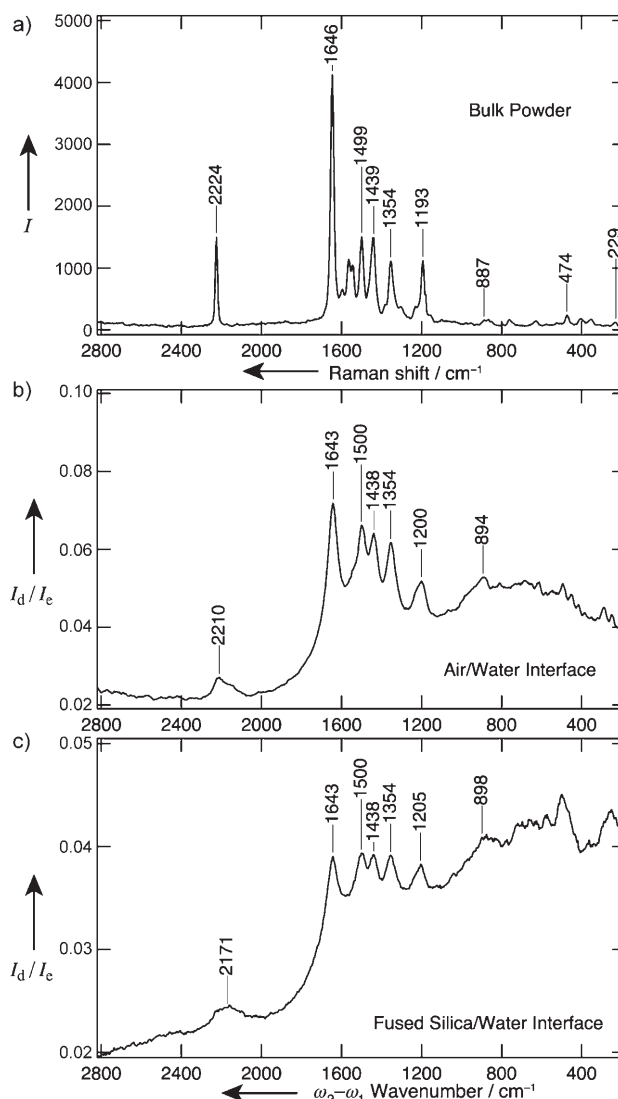 a)
5000
4000
3000
2000
1000
0
I
2224
1646
1499
1439
1354
1193
887
474
229
Bulk Powder
2800 2400 2000 1600 1200 800 400
Raman shift / cm⁻¹
b)
0.10
0.08
0.06
0.04
0.02
I_d / I_e
2210
1643
1500
1438
1354
1200
894
Air/Water Interface
2800 2400 2000 1600 1200 800 400
c)
0.05
0.04
0.03
0.02
I_d / I_e
2171
1643
1500
1438
1354
1205
898
Fused Silica/Water Interface
2800 2400 2000 1600 1200 800 400
ω₂–ω₁ Wavenumber / cm⁻¹